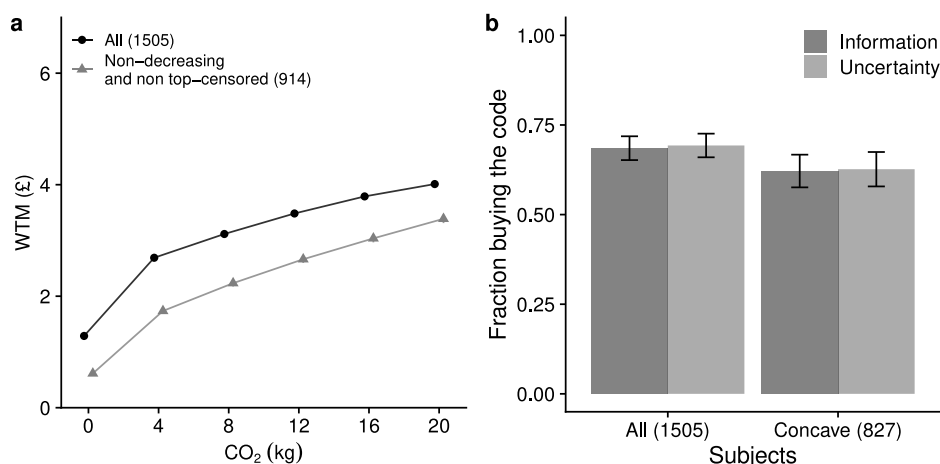 a
All (1505)
Non−decreasing
and non top−censored (914)
6
4
2
0
WTM (£)
0 4 8 12 16 20
CO₂ (kg)
b
Information
Uncertainty
1.00
0.75
0.50
0.25
0.00
Fraction buying the code
All (1505) Concave (827)
Subjects